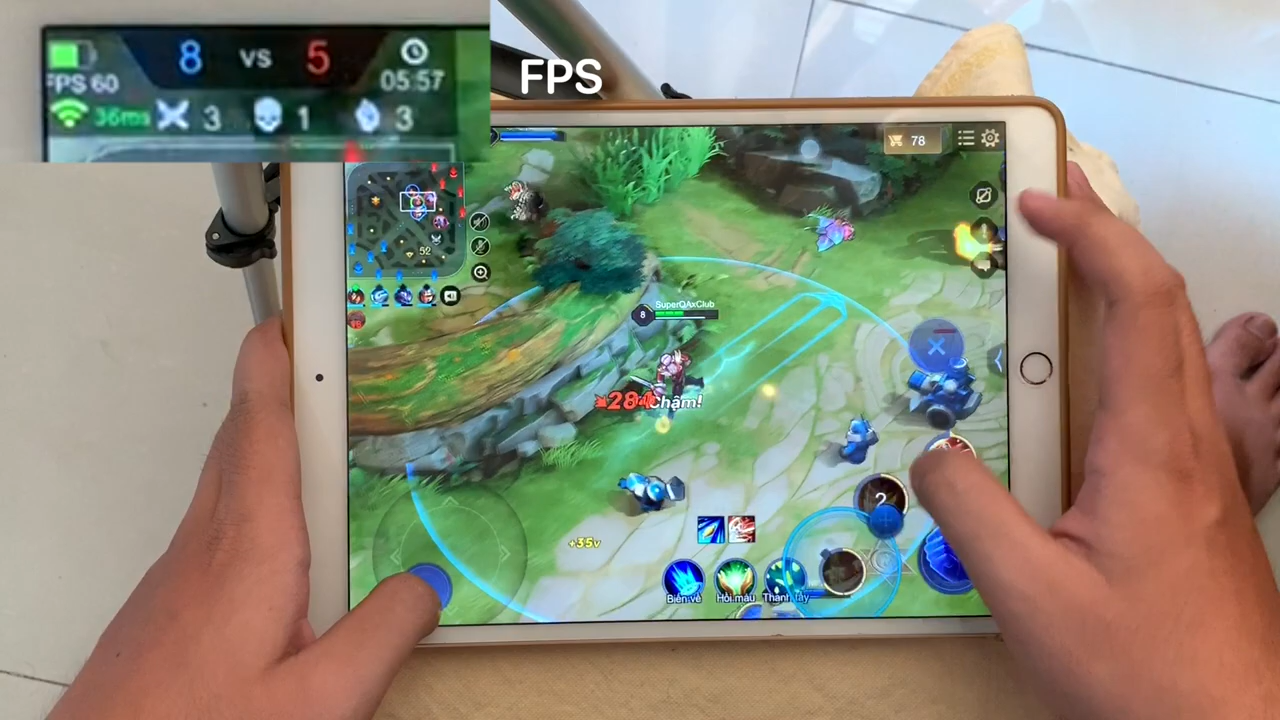 8 vs 5
FPS 60
05:57
36ms 3 1 3
FPS
78
52
8
SuperQAxClub
284
Chậm!
2
+35v
Biến về Hồi máu Thanh Tẩy